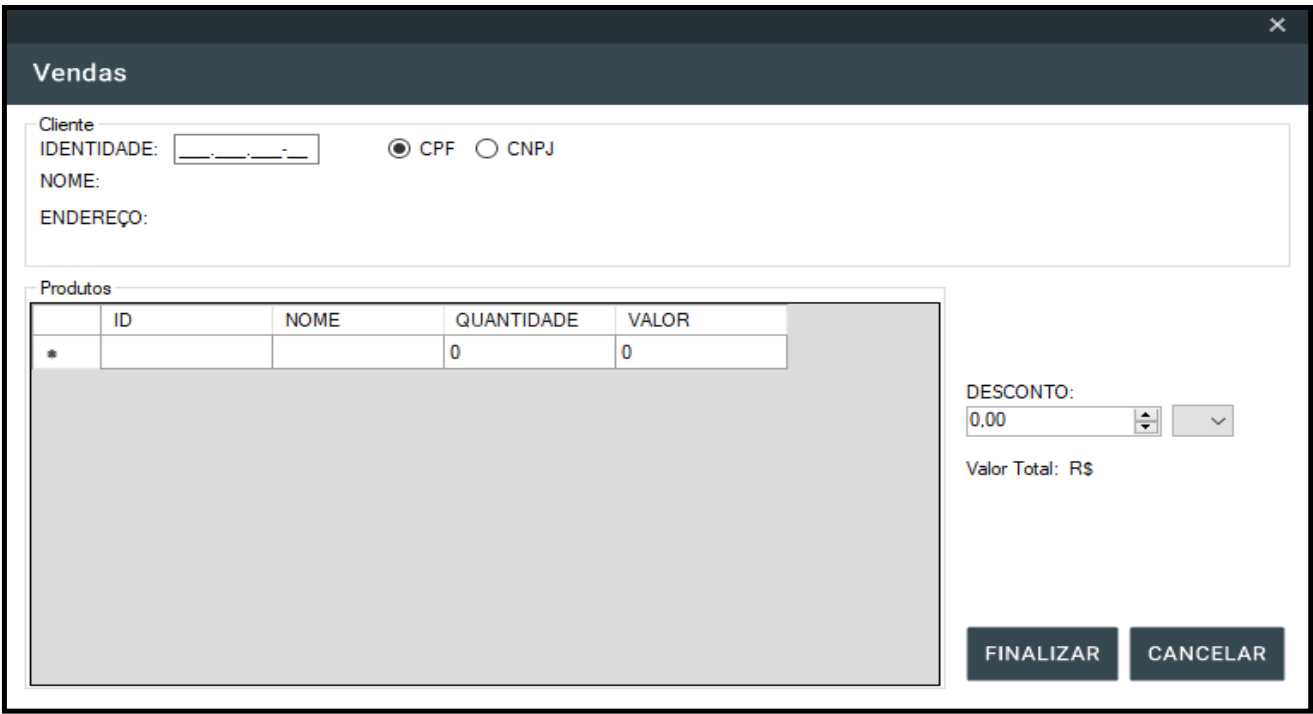 Vendas
Cliente
IDENTIDADE: ___.___.___-__ CPF CNPJ
NOME:
ENDEREÇO:
Produtos
ID NOME QUANTIDADE VALOR
* 0 0
DESCONTO:
0,00
Valor Total: R$
FINALIZAR CANCELAR